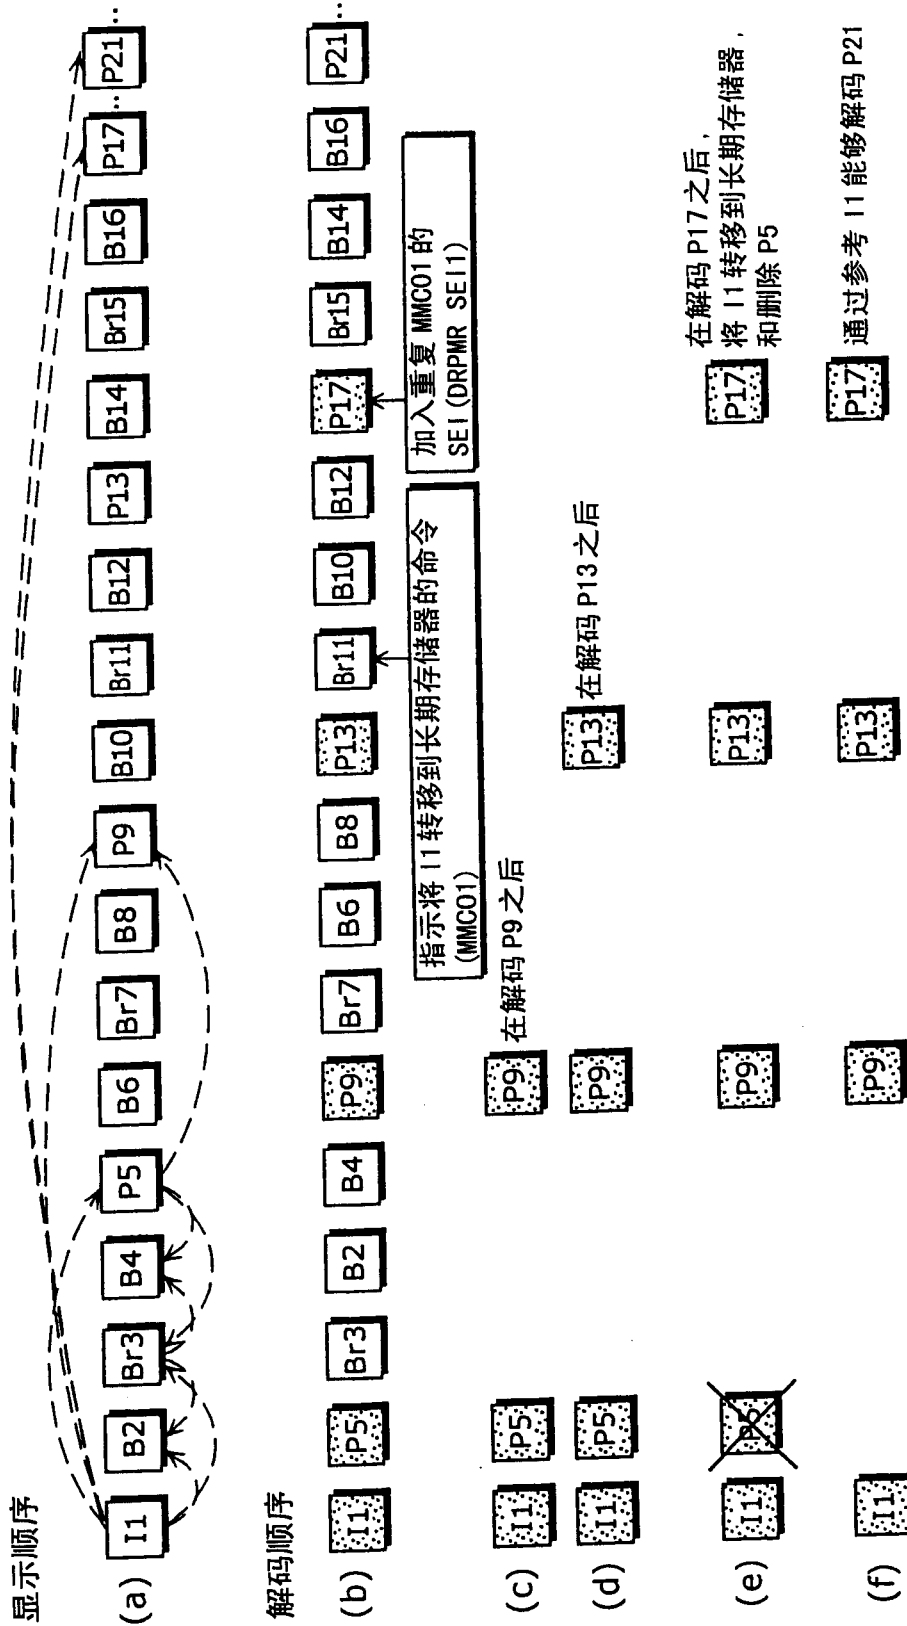 显示顺序
(a) I1 B2 Br3 B4 P5 B6 Br7 B8 P9 B10 Br11 B12 P13 B14 Br15 B16 P17 ·· P21 ··
解码顺序
(b) I1 P5 Br3 B2 B4 P9 Br7 B6 B8 P13 Br11 B10 B12 P17 Br15 B14 B16 P21 ··
指示将 I1 转移到长期存储器的命令
(MMCO1)
加入重复 MMCO1 的
SEI (DRPMR SEI1)
(c) I1 P5 P9 在解码 P9 之后
(d) I1 P5 P9 P13 在解码 P13 之后
(e) I1 P5 P9 P13 P17
在解码 P17 之后,
将 I1 转移到长期存储器,
和删除 P5
(f) I1 P9 P13 P17 通过参考 I1 能够解码 P21